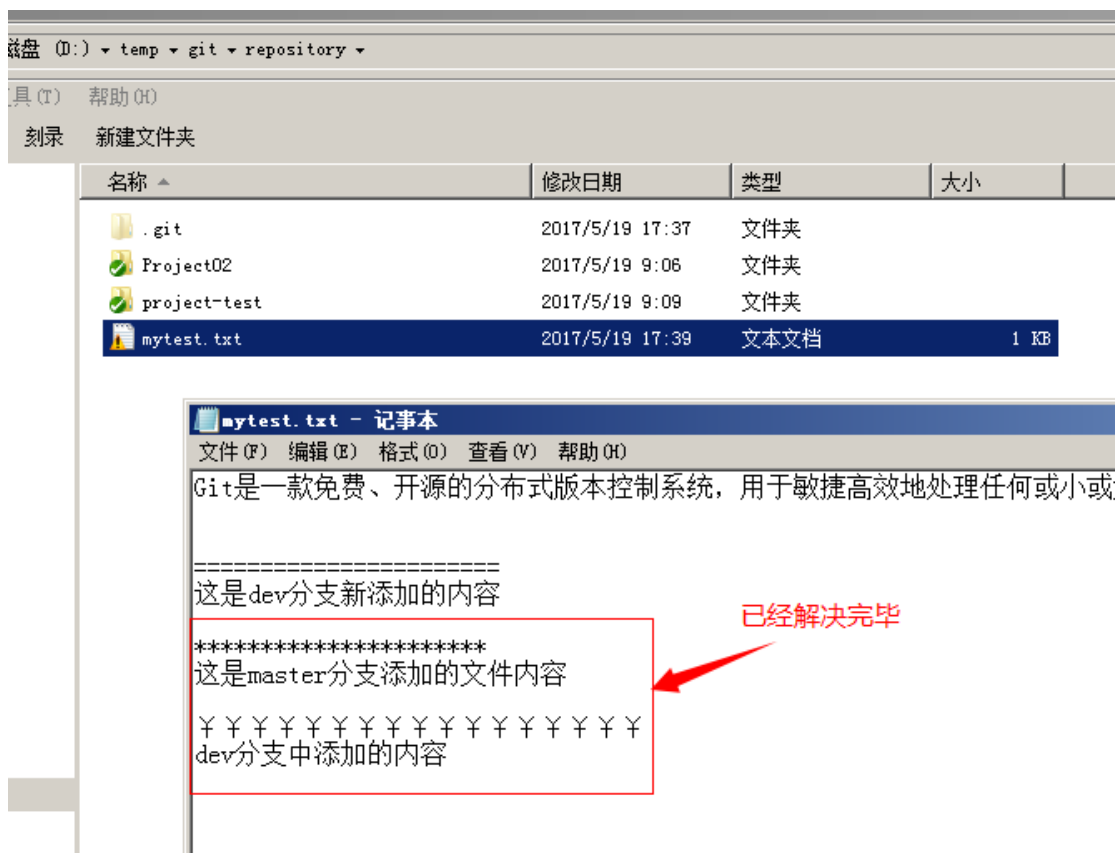 磁盘 (D:) ▾ temp ▾ git ▾ repository ▾
具(T) 帮助(H)
刻录 新建文件夹
名称 修改日期 类型 大小
.git 2017/5/19 17:37 文件夹
Project02 2017/5/19 9:06 文件夹
project-test 2017/5/19 9:09 文件夹
mytest.txt 2017/5/19 17:39 文本文档 1 KB
mytest.txt - 记事本
文件(F) 编辑(E) 格式(O) 查看(V) 帮助(H)
Git是一款免费、开源的分布式版本控制系统，用于敏捷高效地处理任何或小或
=======================
这是dev分支新添加的内容
已经解决完毕
**********************
这是master分支添加的文件内容
￥￥￥￥￥￥￥￥￥￥￥￥￥￥￥￥￥
dev分支中添加的内容